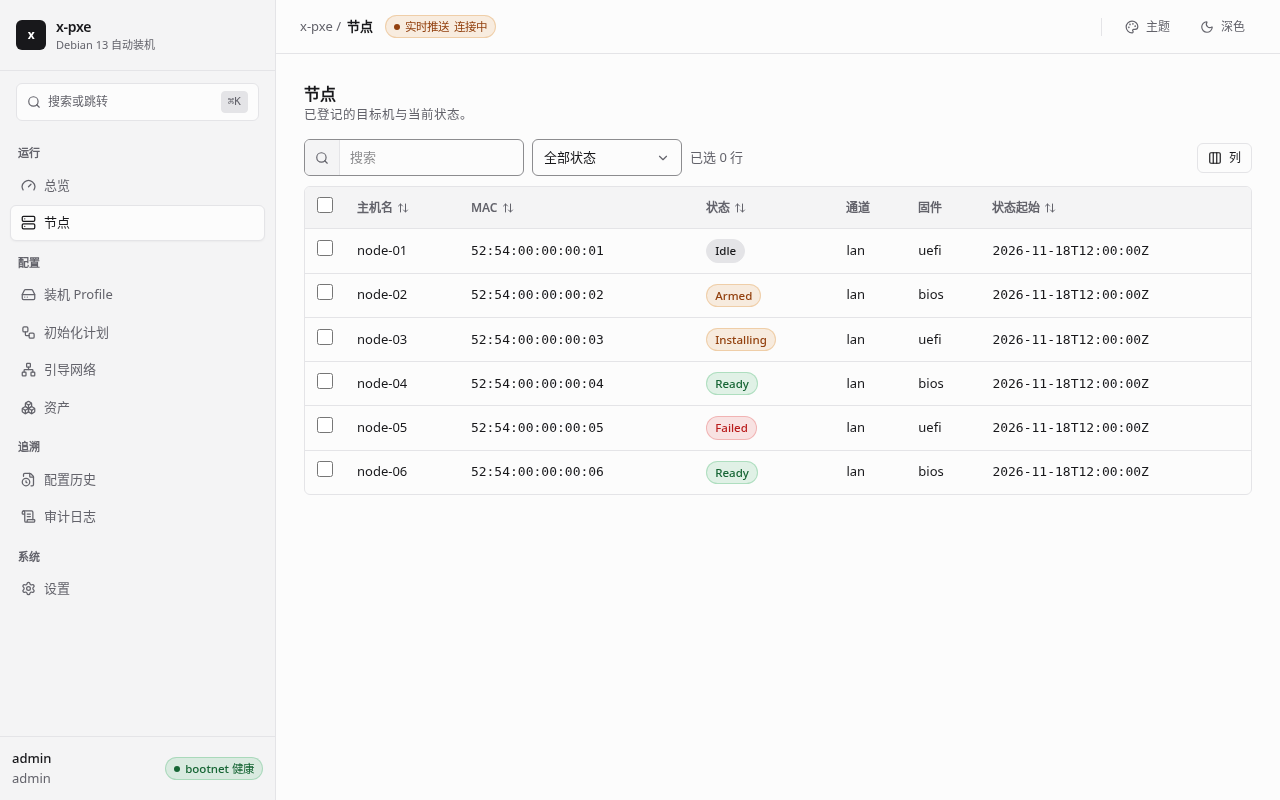 x
x-pxe
Debian 13 自动装机
搜索或跳转
⌘K
运行
总览
节点
配置
装机 Profile
初始化计划
引导网络
资产
追溯
配置历史
审计日志
系统
设置
admin
admin
bootnet 健康
x-pxe / 节点
实时推送 连接中
主题
深色
节点
已登记的目标机与当前状态。
搜索
全部状态
已选 0 行
列
主机名 MAC 状态 通道 固件 状态起始
node-01 52:54:00:00:00:01 Idle lan uefi 2026-11-18T12:00:00Z
node-02 52:54:00:00:00:02 Armed lan bios 2026-11-18T12:00:00Z
node-03 52:54:00:00:00:03 Installing lan uefi 2026-11-18T12:00:00Z
node-04 52:54:00:00:00:04 Ready lan bios 2026-11-18T12:00:00Z
node-05 52:54:00:00:00:05 Failed lan uefi 2026-11-18T12:00:00Z
node-06 52:54:00:00:00:06 Ready lan bios 2026-11-18T12:00:00Z